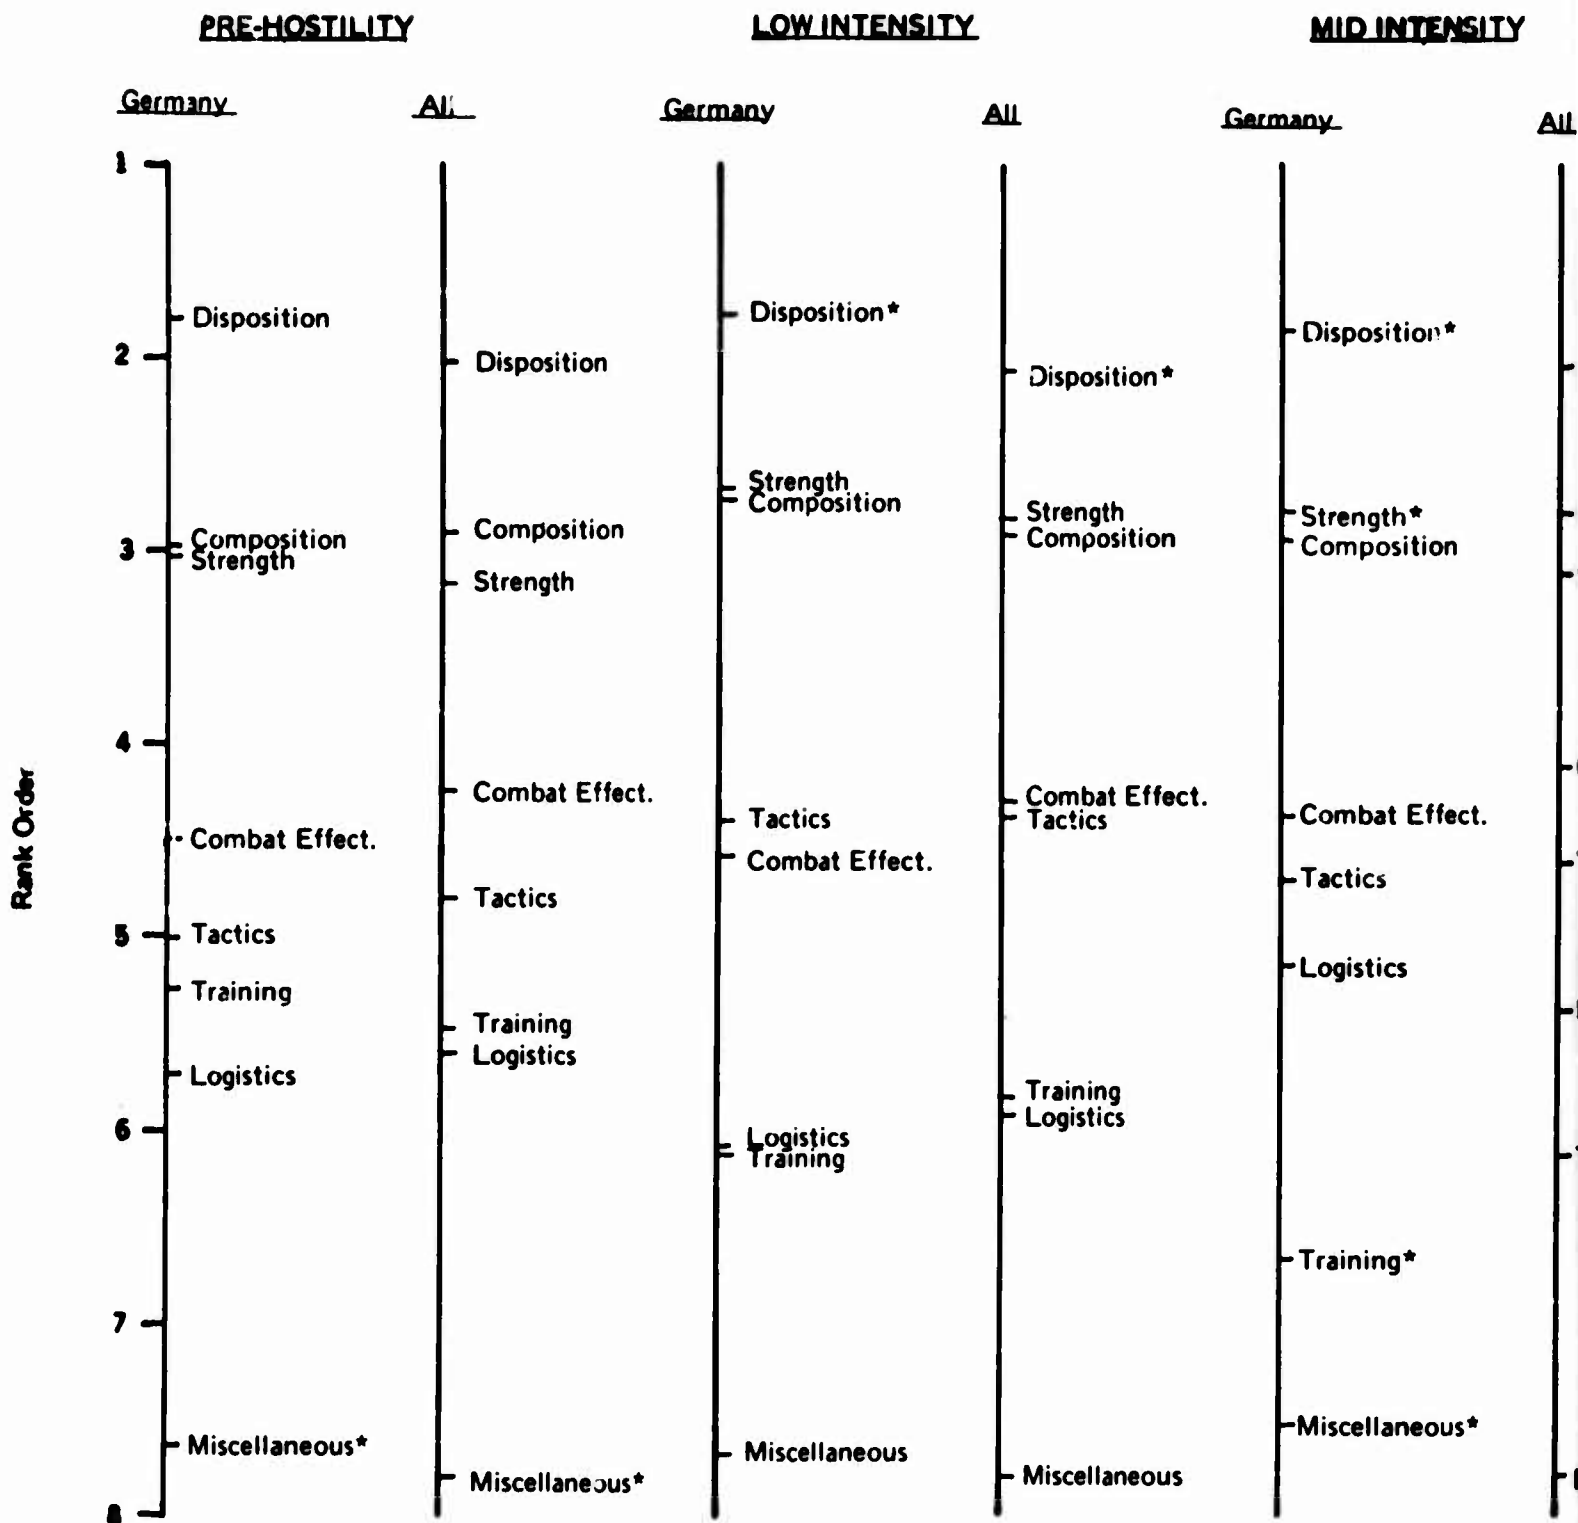 PRE-HOSTILITY
LOW INTENSITY
MID INTENSITY
Germany
All
Germany
All
Germany
All
Rank Order
1
2
3
4
5
6
7
8
Disposition
Composition
Strength
Combat Effect.
Tactics
Training
Logistics
Miscellaneous*
Disposition
Composition
Strength
Combat Effect.
Tactics
Training
Logistics
Miscellaneous*
Disposition*
Strength
Composition
Tactics
Combat Effect.
Logistics
Training
Miscellaneous
Disposition*
Strength
Composition
Combat Effect.
Tactics
Training
Logistics
Miscellaneous
Disposition*
Strength*
Composition
Combat Effect.
Tactics
Logistics
Training*
Miscellaneous*